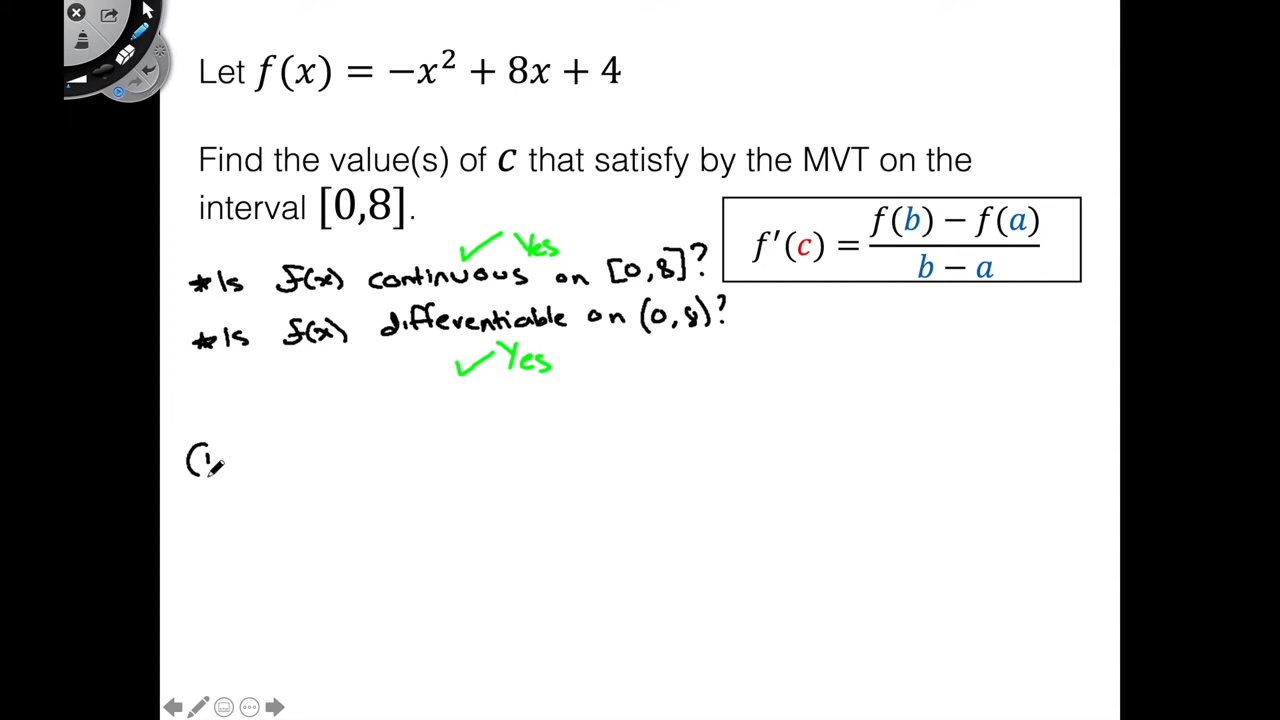 Let f(x) = −x² + 8x + 4
Find the value(s) of c that satisfy by the MVT on the
interval [0,8].
f′(c) = f(b) − f(a) / b − a
✓ Yes
*Is f(x) continuous on [0,8]?
*Is f(x) differentiable on (0,8)?
✓ Yes
(1